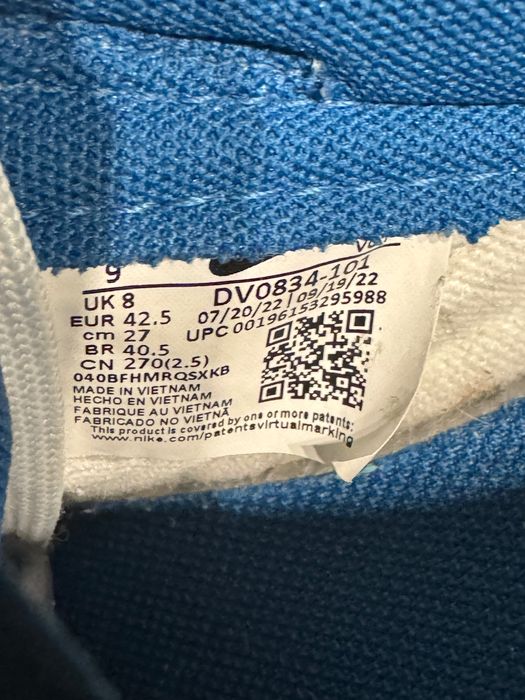 9
UK 8
EUR 42.5
cm 27
BR 40.5
CN 270(2.5)
040BFHMRQSXKB
MADE IN VIETNAM
HECHO EN VIETNAM
FABRIQUE AU VIETNAM
FABRICADO NO VIETNÃ
This product is covered by one or more patents:
www.nike.com/patentsvirtualmarking
DV0834-101
07/20/22 | 09/19/22
UPC 00196153295988